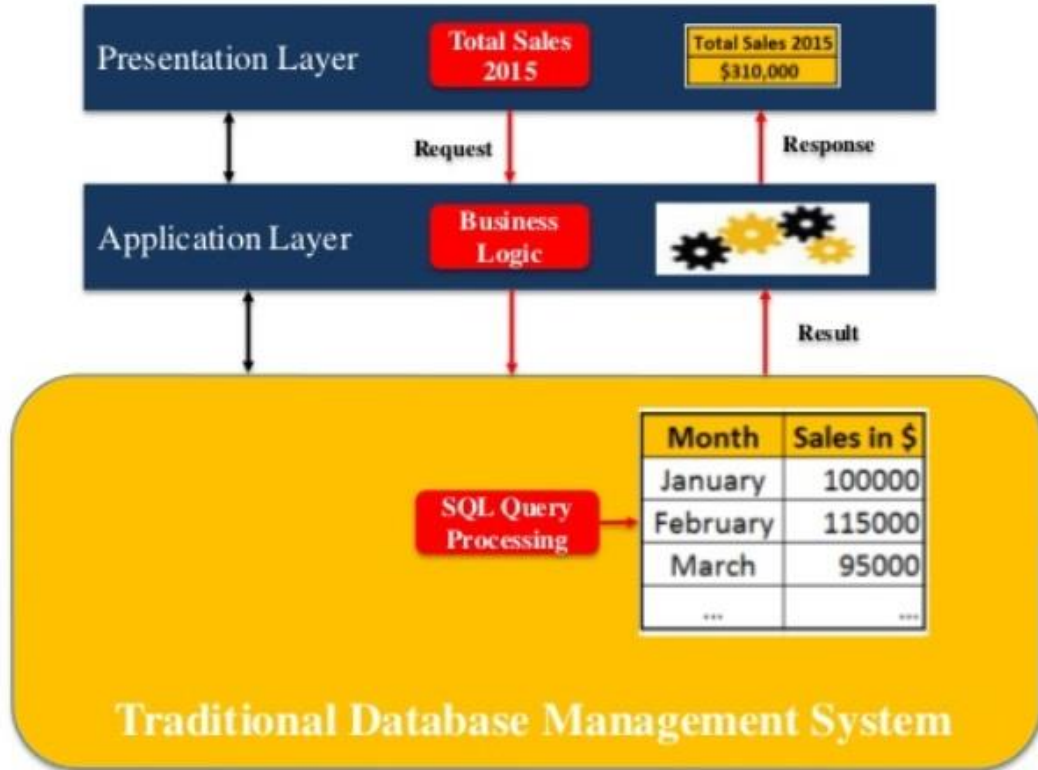 Presentation Layer
Total Sales
2015
Total Sales 2015
$310,000
Request
Response
Application Layer
Business
Logic
Result
Month Sales in $
January 100000
February 115000
March 95000
... ...
SQL Query
Processing
Traditional Database Management System